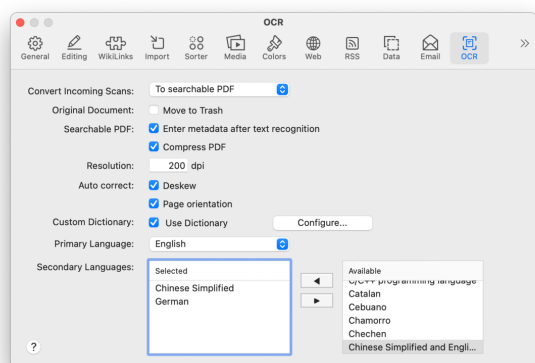 OCR
General Editing WikiLinks Import Sorter Media Colors Web RSS Data Email OCR
Convert Incoming Scans: To searchable PDF
Original Document: Move to Trash
Searchable PDF: Enter metadata after text recognition
Compress PDF
Resolution: 200 dpi
Auto correct: Deskew
Page orientation
Custom Dictionary: Use Dictionary Configure...
Primary Language: English
Secondary Languages: Selected Available
C/C++ programming language
Chinese Simplified Catalan
German Cebuano
Chamorro
Chechen
? Chinese Simplified and Engli...